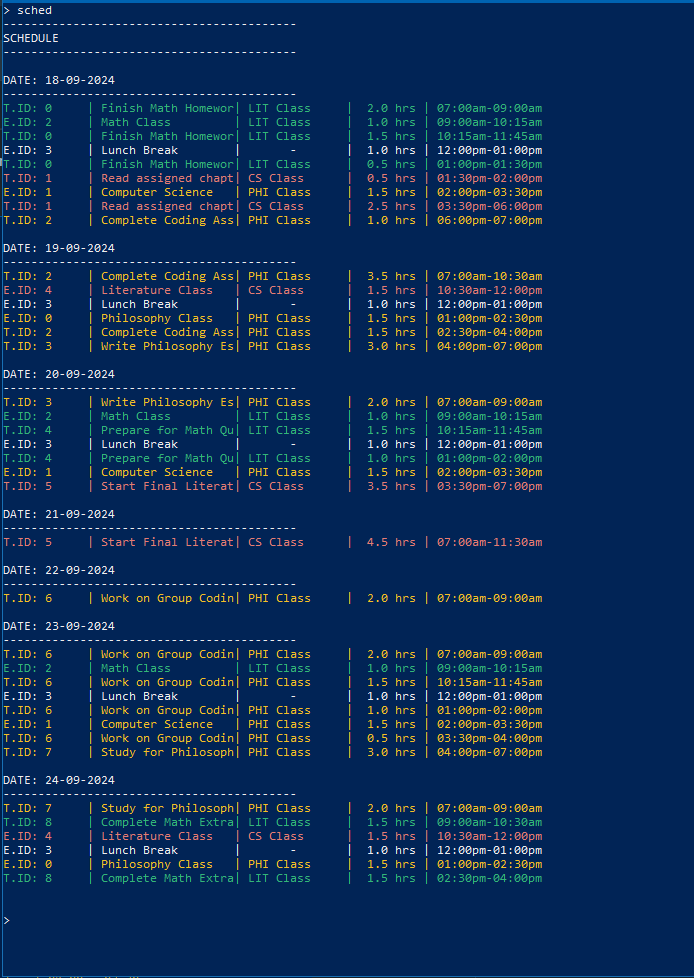 > sched
------------------------------------------
SCHEDULE
------------------------------------------
DATE: 18-09-2024
------------------------------------------
T.ID: 0 | Finish Math Homewor| LIT Class | 2.0 hrs | 07:00am-09:00am
E.ID: 2 | Math Class | LIT Class | 1.0 hrs | 09:00am-10:15am
T.ID: 0 | Finish Math Homewor| LIT Class | 1.5 hrs | 10:15am-11:45am
E.ID: 3 | Lunch Break | - | 1.0 hrs | 12:00pm-01:00pm
T.ID: 0 | Finish Math Homewor| LIT Class | 0.5 hrs | 01:00pm-01:30pm
T.ID: 1 | Read assigned chapt| CS Class | 0.5 hrs | 01:30pm-02:00pm
E.ID: 1 | Computer Science | PHI Class | 1.5 hrs | 02:00pm-03:30pm
T.ID: 1 | Read assigned chapt| CS Class | 2.5 hrs | 03:30pm-06:00pm
T.ID: 2 | Complete Coding Ass| PHI Class | 1.0 hrs | 06:00pm-07:00pm
DATE: 19-09-2024
------------------------------------------
T.ID: 2 | Complete Coding Ass| PHI Class | 3.5 hrs | 07:00am-10:30am
E.ID: 4 | Literature Class | CS Class | 1.5 hrs | 10:30am-12:00pm
E.ID: 3 | Lunch Break | - | 1.0 hrs | 12:00pm-01:00pm
E.ID: 0 | Philosophy Class | PHI Class | 1.5 hrs | 01:00pm-02:30pm
T.ID: 2 | Complete Coding Ass| PHI Class | 1.5 hrs | 02:30pm-04:00pm
T.ID: 3 | Write Philosophy Es| PHI Class | 3.0 hrs | 04:00pm-07:00pm
DATE: 20-09-2024
------------------------------------------
T.ID: 3 | Write Philosophy Es| PHI Class | 2.0 hrs | 07:00am-09:00am
E.ID: 2 | Math Class | LIT Class | 1.0 hrs | 09:00am-10:15am
T.ID: 4 | Prepare for Math Qu| LIT Class | 1.5 hrs | 10:15am-11:45am
E.ID: 3 | Lunch Break | - | 1.0 hrs | 12:00pm-01:00pm
T.ID: 4 | Prepare for Math Qu| LIT Class | 1.0 hrs | 01:00pm-02:00pm
E.ID: 1 | Computer Science | PHI Class | 1.5 hrs | 02:00pm-03:30pm
T.ID: 5 | Start Final Literat| CS Class | 3.5 hrs | 03:30pm-07:00pm
DATE: 21-09-2024
------------------------------------------
T.ID: 5 | Start Final Literat| CS Class | 4.5 hrs | 07:00am-11:30am
DATE: 22-09-2024
------------------------------------------
T.ID: 6 | Work on Group Codin| PHI Class | 2.0 hrs | 07:00am-09:00am
DATE: 23-09-2024
------------------------------------------
T.ID: 6 | Work on Group Codin| PHI Class | 2.0 hrs | 07:00am-09:00am
E.ID: 2 | Math Class | LIT Class | 1.0 hrs | 09:00am-10:15am
T.ID: 6 | Work on Group Codin| PHI Class | 1.5 hrs | 10:15am-11:45am
E.ID: 3 | Lunch Break | - | 1.0 hrs | 12:00pm-01:00pm
T.ID: 6 | Work on Group Codin| PHI Class | 1.0 hrs | 01:00pm-02:00pm
E.ID: 1 | Computer Science | PHI Class | 1.5 hrs | 02:00pm-03:30pm
T.ID: 6 | Work on Group Codin| PHI Class | 0.5 hrs | 03:30pm-04:00pm
T.ID: 7 | Study for Philosoph| PHI Class | 3.0 hrs | 04:00pm-07:00pm
DATE: 24-09-2024
------------------------------------------
T.ID: 7 | Study for Philosoph| PHI Class | 2.0 hrs | 07:00am-09:00am
T.ID: 8 | Complete Math Extra| LIT Class | 1.5 hrs | 09:00am-10:30am
E.ID: 4 | Literature Class | CS Class | 1.5 hrs | 10:30am-12:00pm
E.ID: 3 | Lunch Break | - | 1.0 hrs | 12:00pm-01:00pm
E.ID: 0 | Philosophy Class | PHI Class | 1.5 hrs | 01:00pm-02:30pm
T.ID: 8 | Complete Math Extra| LIT Class | 1.5 hrs | 02:30pm-04:00pm
>